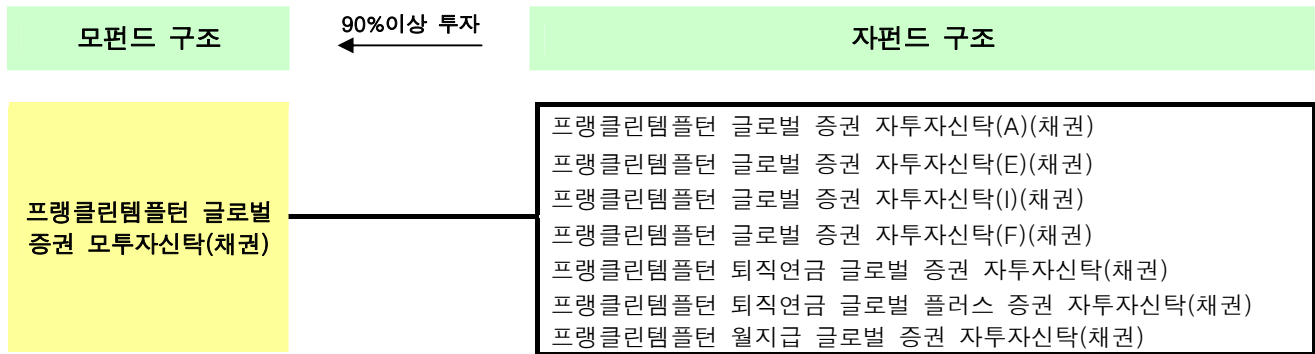 모펀드 구조
90%이상 투자
자펀드 구조
프랭클린템플턴 글로벌
증권 모투자신탁(채권)
프랭클린템플턴 글로벌 증권 자투자신탁(A)(채권)
프랭클린템플턴 글로벌 증권 자투자신탁(E)(채권)
프랭클린템플턴 글로벌 증권 자투자신탁(I)(채권)
프랭클린템플턴 글로벌 증권 자투자신탁(F)(채권)
프랭클린템플턴 퇴직연금 글로벌 증권 자투자신탁(채권)
프랭클린템플턴 퇴직연금 글로벌 플러스 증권 자투자신탁(채권)
프랭클린템플턴 월지급 글로벌 증권 자투자신탁(채권)